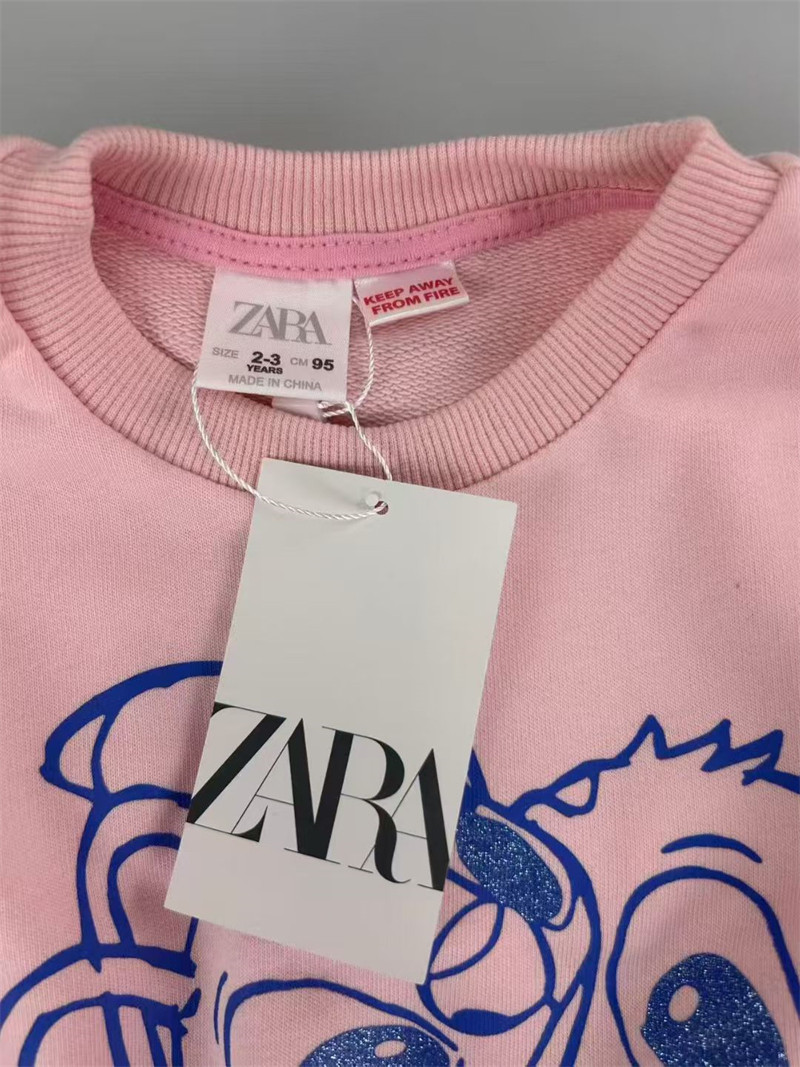 ZARA
SIZE 2-3 CM 95
YEARS
MADE IN CHINA
KEEP AWAY
FROM FIRE
ZARA